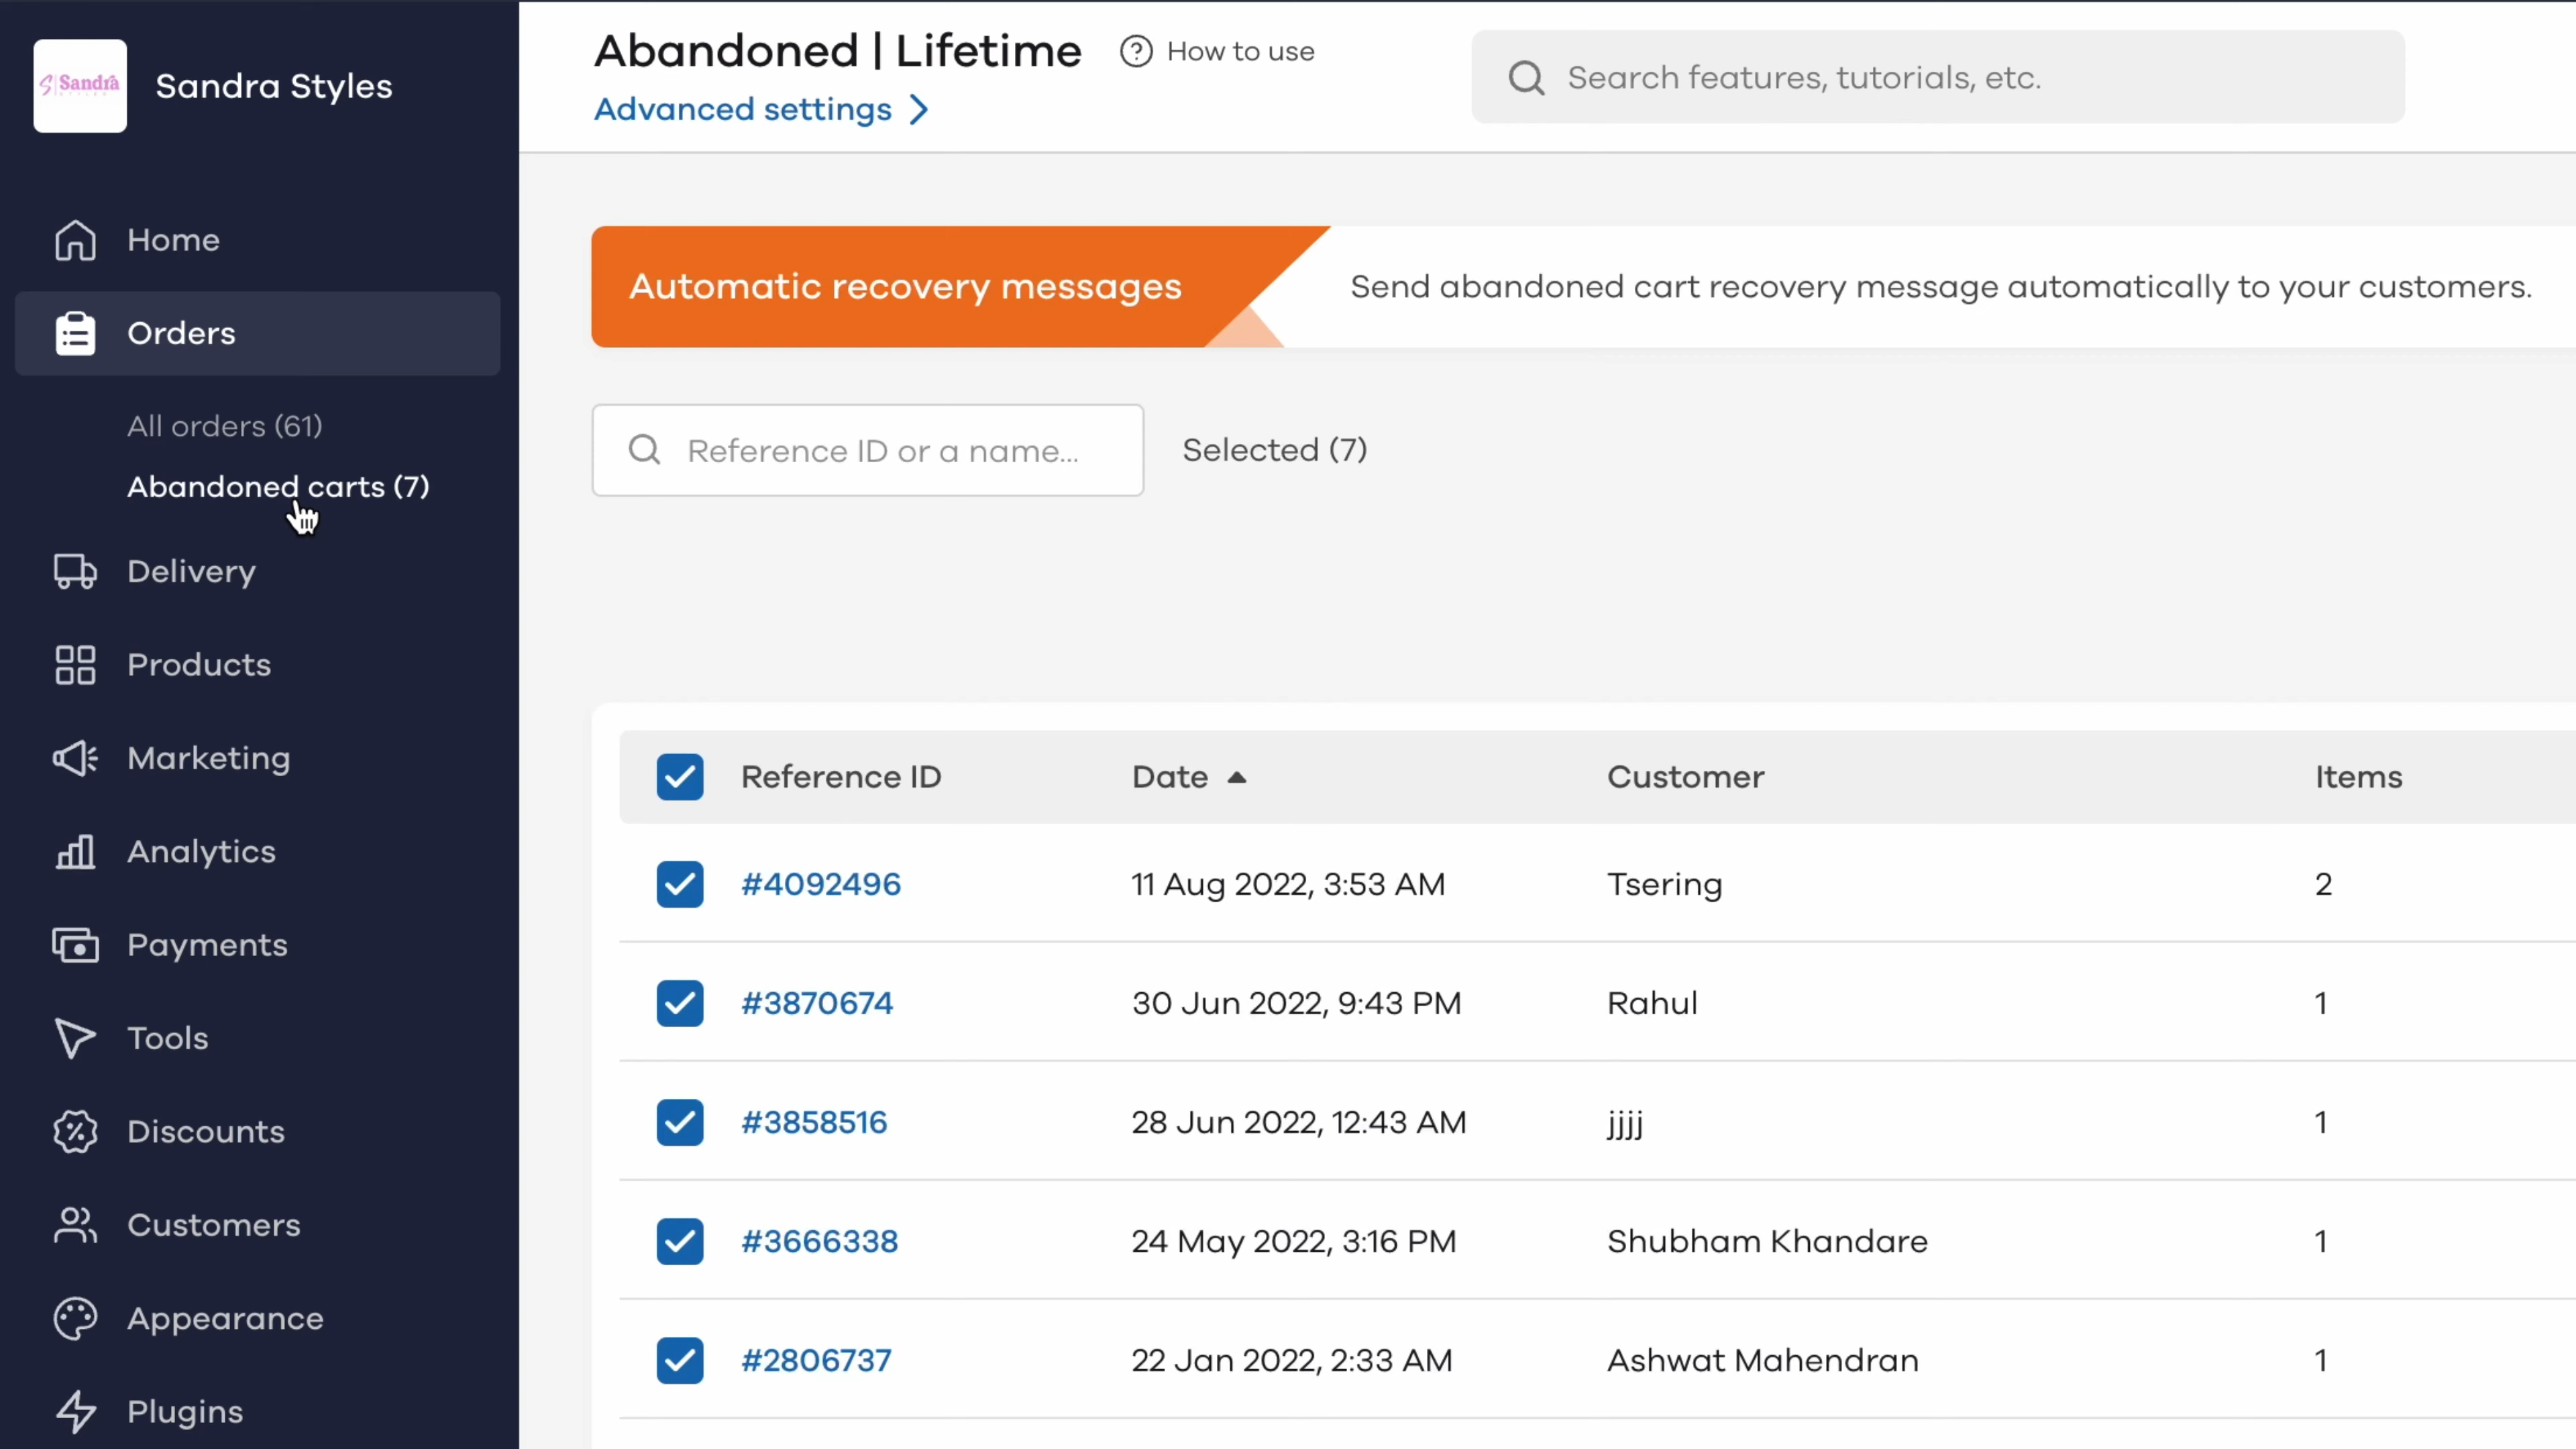 Sandra
Sandra Styles
Home
Orders
All orders (61)
Abandoned carts (7)
Delivery
Products
Marketing
Analytics
Payments
Tools
Discounts
Customers
Appearance
Plugins
Abandoned | Lifetime
How to use
Advanced settings
Search features, tutorials, etc.
Automatic recovery messages
Send abandoned cart recovery message automatically to your customers.
Reference ID or a name...
Selected (7)
Reference ID Date Customer Items
#4092496 11 Aug 2022, 3:53 AM Tsering 2
#3870674 30 Jun 2022, 9:43 PM Rahul 1
#3858516 28 Jun 2022, 12:43 AM jjjj 1
#3666338 24 May 2022, 3:16 PM Shubham Khandare 1
#2806737 22 Jan 2022, 2:33 AM Ashwat Mahendran 1